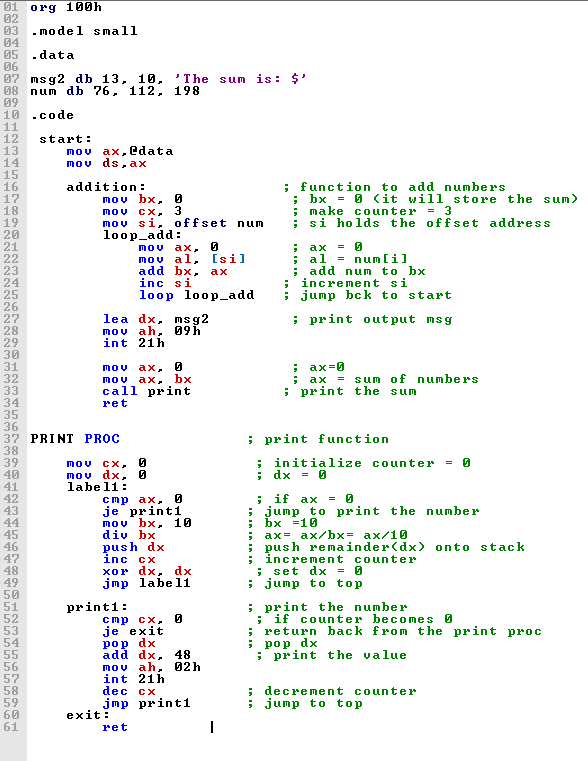 01 org 100h
02
03 .model small
04
05 .data
06
07 msg2 db 13, 10, 'The sum is: $'
08 num db 76, 112, 198
09
10 .code
11
12 start:
13 mov ax,@data
14 mov ds,ax
15
16 addition: ; function to add numbers
17 mov bx, 0 ; bx = 0 (it will store the sum)
18 mov cx, 3 ; make counter = 3
19 mov si, offset num ; si holds the offset address
20 loop_add:
21 mov ax, 0 ; ax = 0
22 mov al, [si] ; al = num[i]
23 add bx, ax ; add num to bx
24 inc si ; increment si
25 loop loop_add ; jump bck to start
26
27 lea dx, msg2 ; print output msg
28 mov ah, 09h
29 int 21h
30
31 mov ax, 0 ; ax=0
32 mov ax, bx ; ax = sum of numbers
33 call print ; print the sum
34 ret
35
36
37 PRINT PROC ; print function
38
39 mov cx, 0 ; initialize counter = 0
40 mov dx, 0 ; dx = 0
41 label1:
42 cmp ax, 0 ; if ax = 0
43 je print1 ; jump to print the number
44 mov bx, 10 ; bx =10
45 div bx ; ax= ax/bx= ax/10
46 push dx ; push remainder(dx) onto stack
47 inc cx ; increment counter
48 xor dx, dx ; set dx = 0
49 jmp label1 ; jump to top
50
51 print1: ; print the number
52 cmp cx, 0 ; if counter becomes 0
53 je exit ; return back from the print proc
54 pop dx ; pop dx
55 add dx, 48 ; print the value
56 mov ah, 02h
57 int 21h
58 dec cx ; decrement counter
59 jmp print1 ; jump to top
60 exit:
61 ret